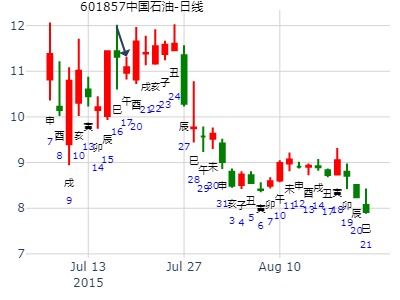 601857中国石油-日线
12
11
10
9
8
7
申
7
酉
8
戌
9
亥
10
寅
13
卯
14
辰
15
巳
16
午
17
酉
20
戌
21
亥
22
子
23
丑
24
辰
27
巳
28
午
29
未
30
申
31
亥
3
子
4
丑
5
寅
6
卯
7
午
10
未
11
申
12
酉
13
戌
14
丑
17
寅
18
卯
19
辰
20
巳
21
Jul 13
2015
Jul 27
Aug 10